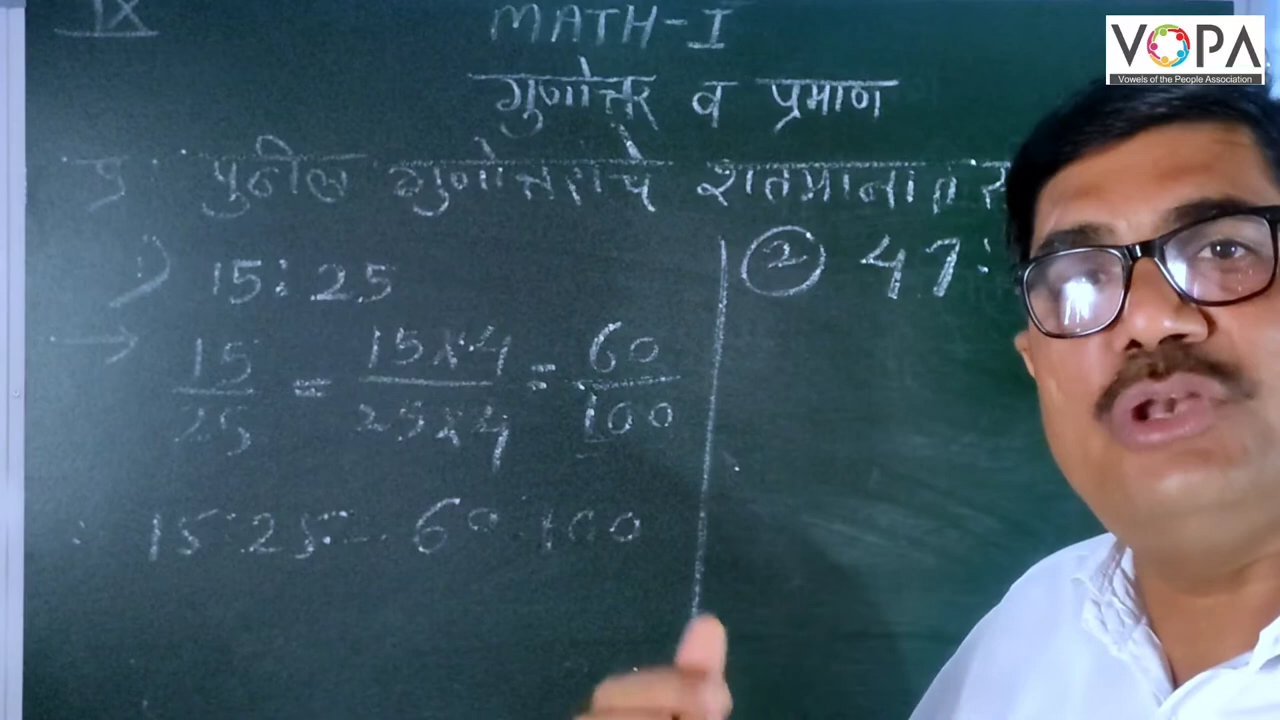 IX
MATH-I
गुणोत्तर व प्रमाण
प्र. पुढील गुणोत्तराचे शतमानात
1) 15:25
→ 15/25 = 15×4/25×4 = 60/100
∴ 15:25 = 60:100
② 47:
VOPA
Vowels of the People Association